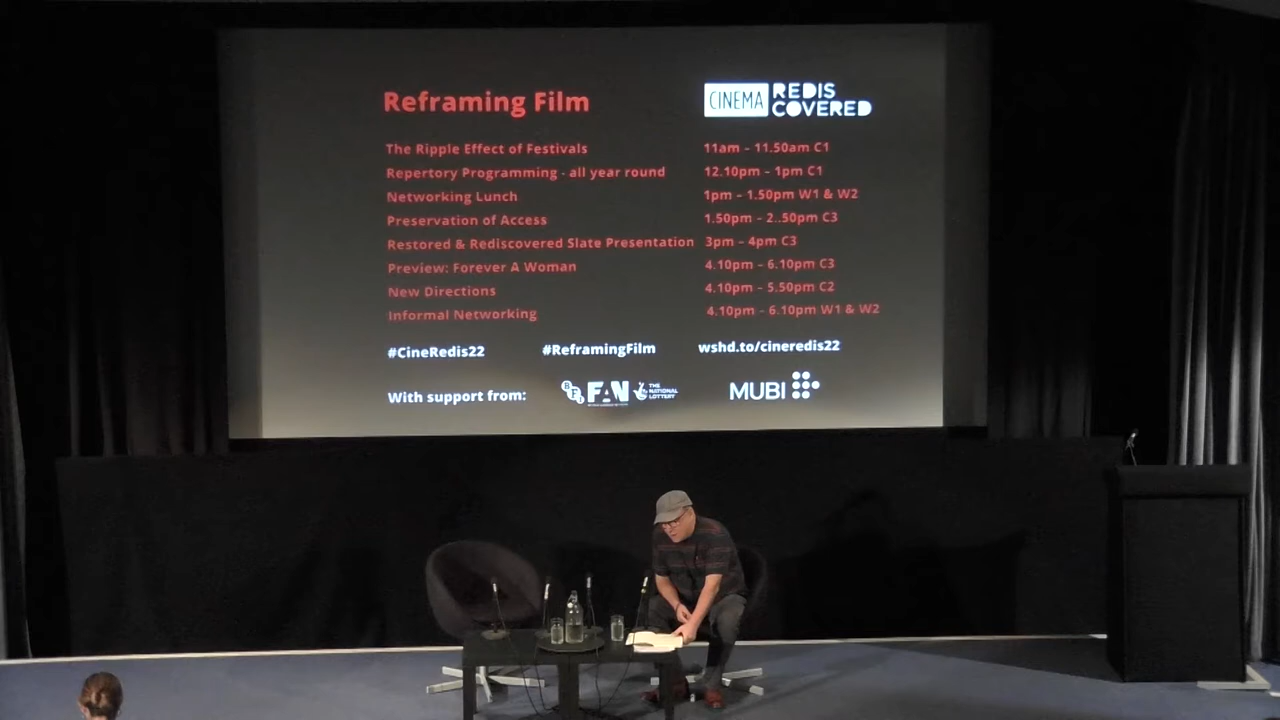 Reframing Film
CINEMA REDIS COVERED
The Ripple Effect of Festivals 11am – 11.50am C1
Repertory Programming - all year round 12.10pm – 1pm C1
Networking Lunch 1pm – 1.50pm W1 & W2
Preservation of Access 1.50pm – 2..50pm C3
Restored & Rediscovered Slate Presentation 3pm – 4pm C3
Preview: Forever A Woman 4.10pm – 6.10pm C3
New Directions 4.10pm – 5.50pm C2
Informal Networking 4.10pm – 6.10pm W1 & W2
#CineRedis22 #ReframingFilm wshd.to/cineredis22
With support from: BFI FAN THE NATIONAL LOTTERY MUBI